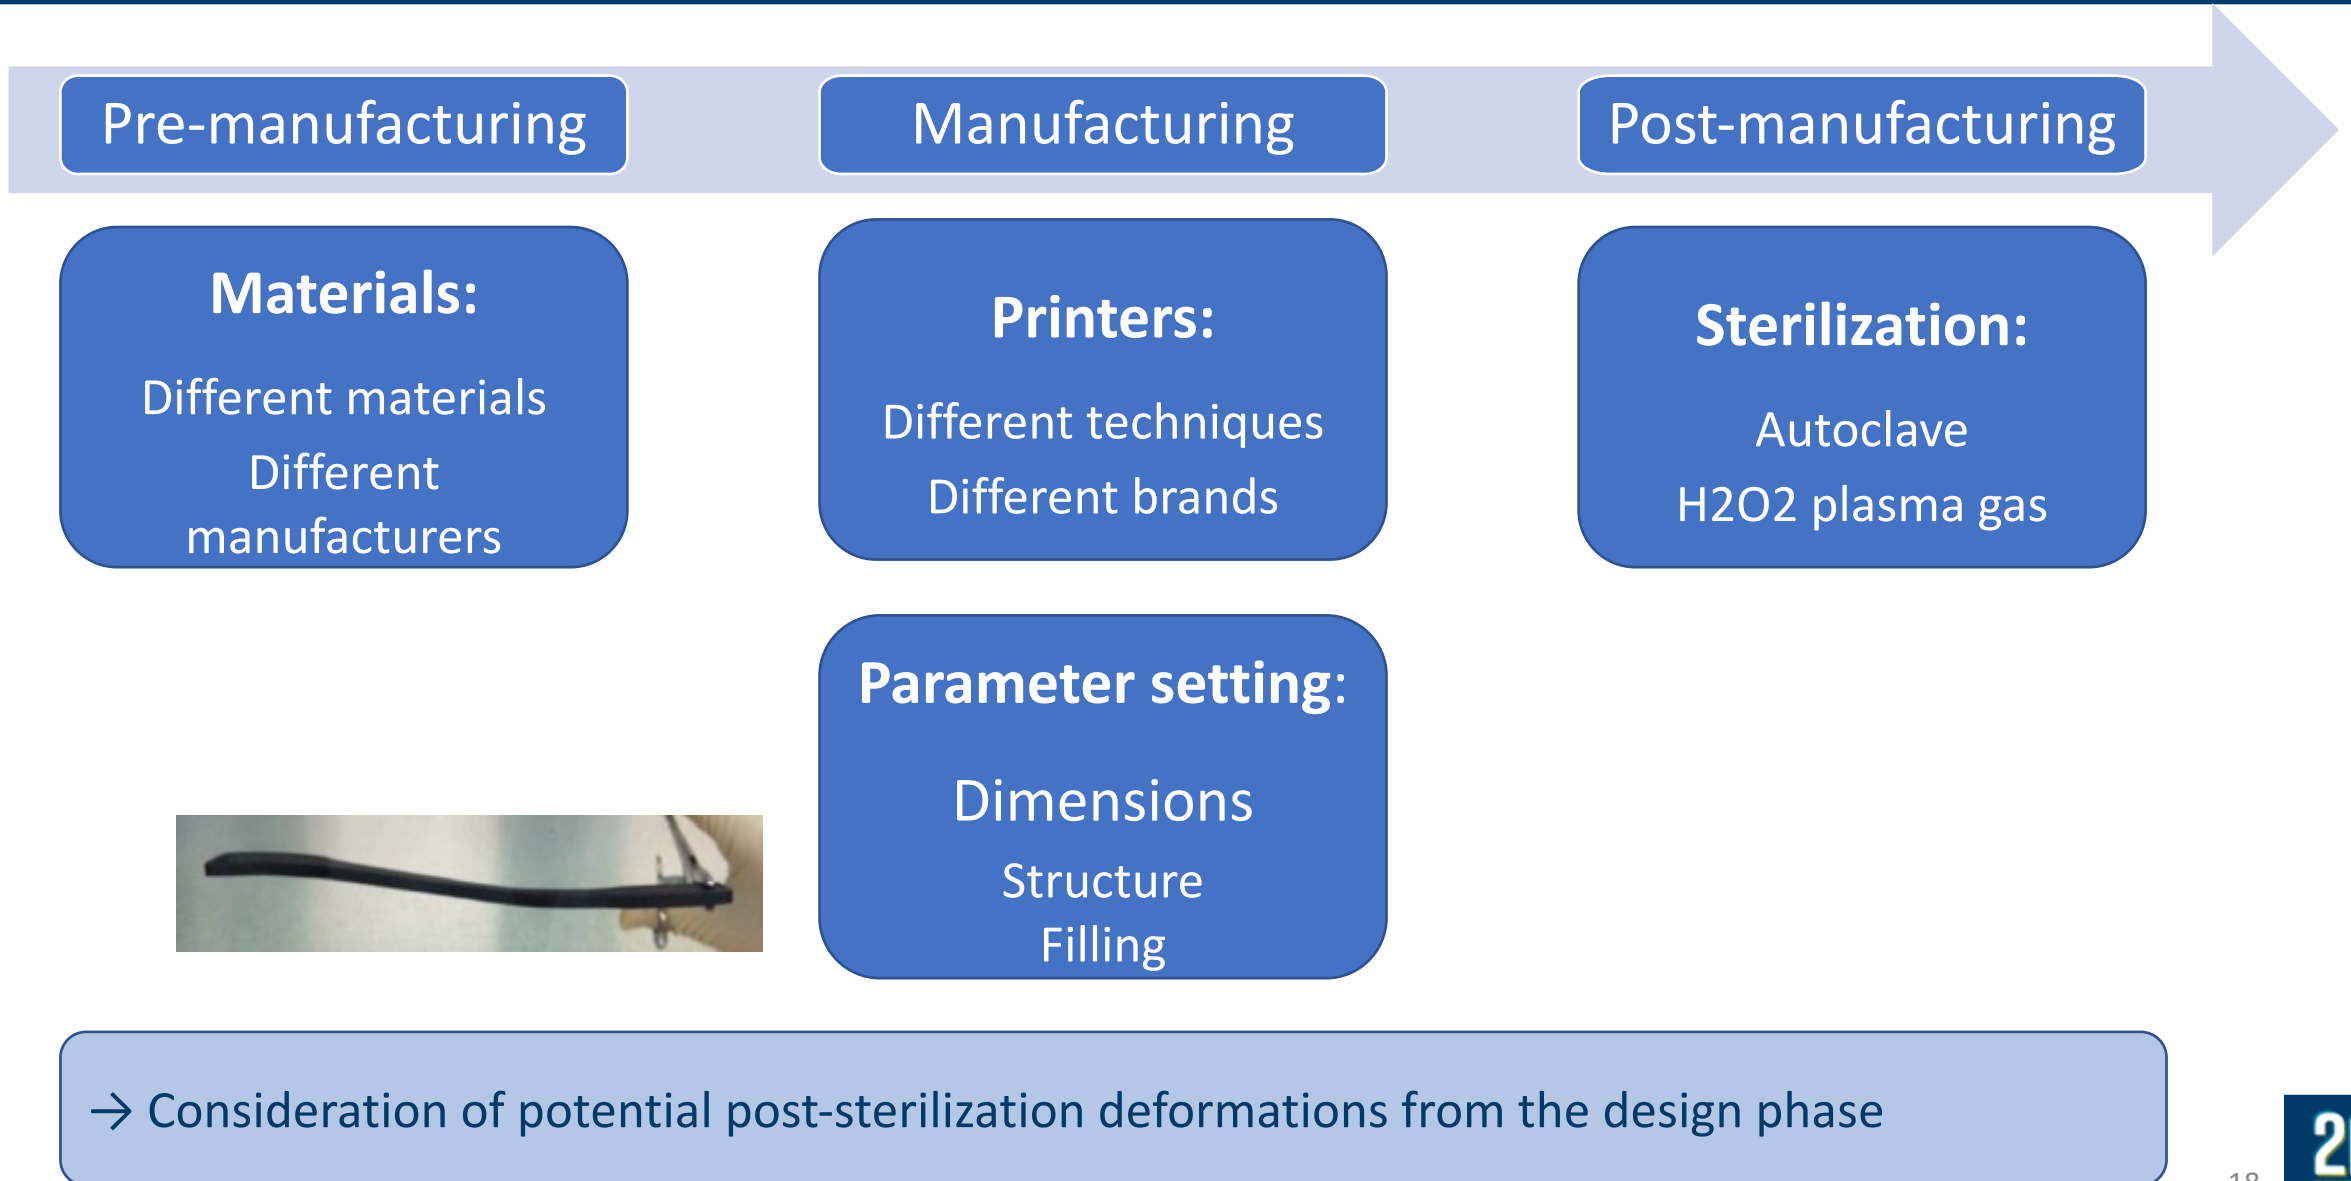 Pre-manufacturing
Manufacturing
Post-manufacturing
Materials:
Different materials
Different
manufacturers
Printers:
Different techniques
Different brands
Sterilization:
Autoclave
H2O2 plasma gas
Parameter setting:
Dimensions
Structure
Filling
→ Consideration of potential post-sterilization deformations from the design phase
18